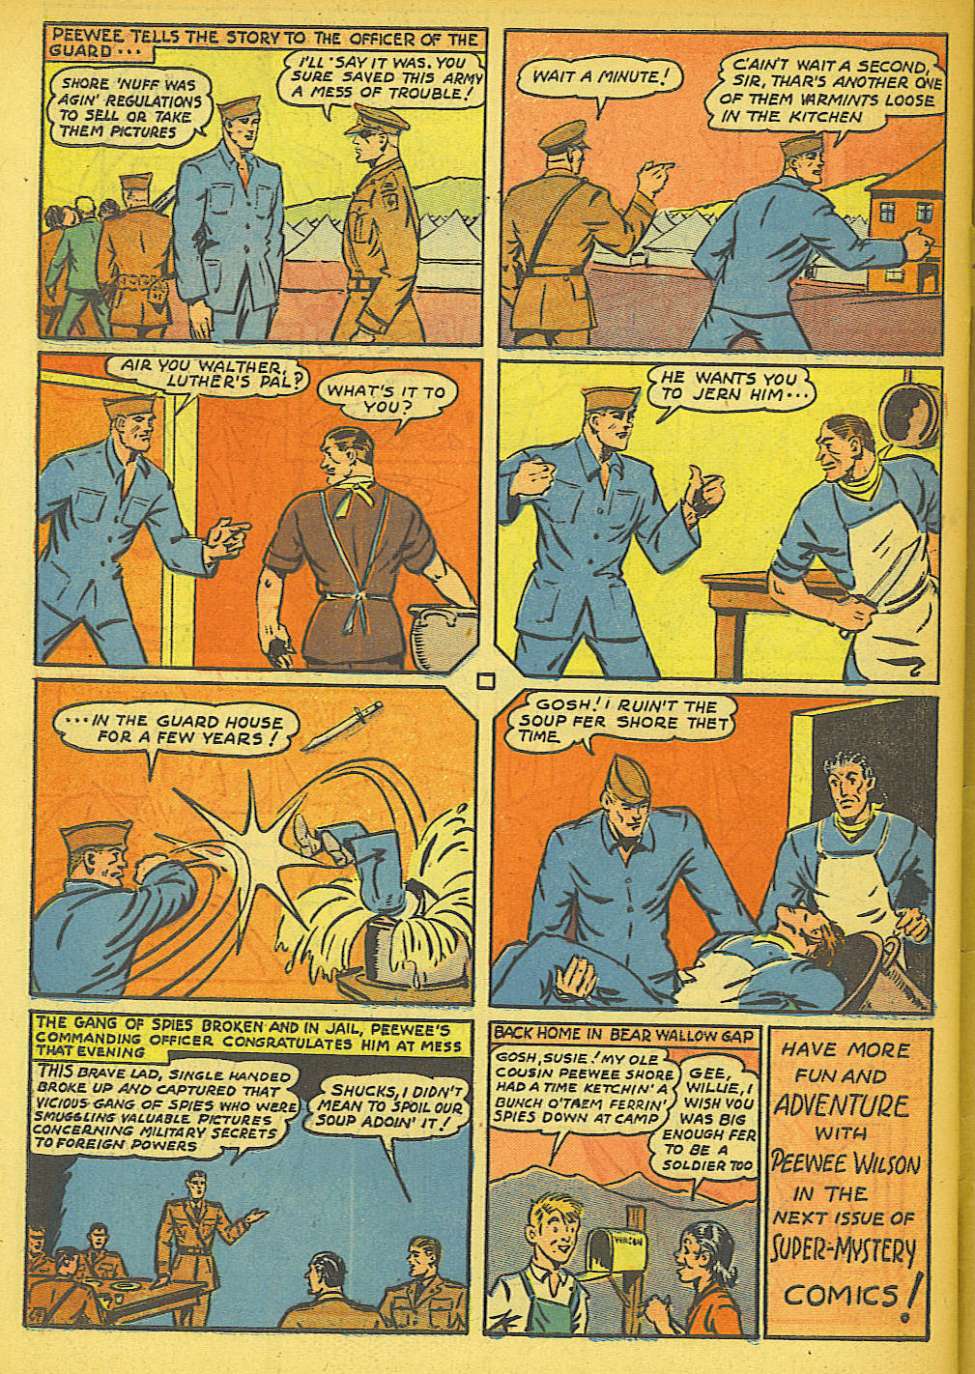 PEEWEE TELLS THE STORY TO THE OFFICER OF THE
GUARD···
SHORE 'NUFF WAS
AGIN' REGULATIONS
TO SELL OR TAKE
THEM PICTURES
I'LL SAY IT WAS. YOU
SURE SAVED THIS ARMY
A MESS OF TROUBLE!
WAIT A MINUTE!
C'AIN'T WAIT A SECOND,
SIR, THAR'S ANOTHER ONE
OF THEM VARMINTS LOOSE
IN THE KITCHEN
AIR YOU WALTHER,
LUTHER'S PAL?
WHAT'S IT TO
YOU?
HE WANTS YOU
TO JERN HIM···
···IN THE GUARD HOUSE
FOR A FEW YEARS!
GOSH! I RUIN'T THE
SOUP FER SHORE THET
TIME
THE GANG OF SPIES BROKEN AND IN JAIL, PEEWEE'S
COMMANDING OFFICER CONGRATULATES HIM AT MESS
THAT EVENING
THIS BRAVE LAD, SINGLE HANDED
BROKE UP AND CAPTURED THAT
VICIOUS GANG OF SPIES WHO WERE
SMUGGLING VALUABLE PICTURES
CONCERNING MILITARY SECRETS
TO FOREIGN POWERS
SHUCKS, I DIDN'T
MEAN TO SPOIL OUR
SOUP ADOIN' IT!
BACK HOME IN BEAR WALLOW GAP
GOSH, SUSIE! MY OLE
COUSIN PEEWEE SHORE
HAD A TIME KETCHIN' A
BUNCH O'TAEM FERRIN'
SPIES DOWN AT CAMP
GEE,
WILLIE, I
WISH YOU
WAS BIG
ENOUGH FER
TO BE A
SOLDIER TOO
WILSON
HAVE MORE
FUN AND
ADVENTURE
WITH
PEEWEE WILSON
IN THE
NEXT ISSUE OF
SUPER-MYSTERY
COMICS!